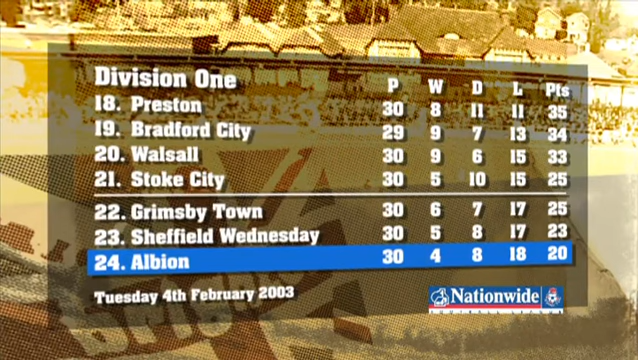 Division One P W D L Pts
18. Preston 30 8 11 11 35
19. Bradford City 29 9 7 13 34
20. Walsall 30 9 6 15 33
21. Stoke City 30 5 10 15 25
22. Grimsby Town 30 6 7 17 25
23. Sheffield Wednesday 30 5 8 17 23
24. Albion 30 4 8 18 20
Tuesday 4th February 2003
Nationwide
FOOTBALL LEAGUE